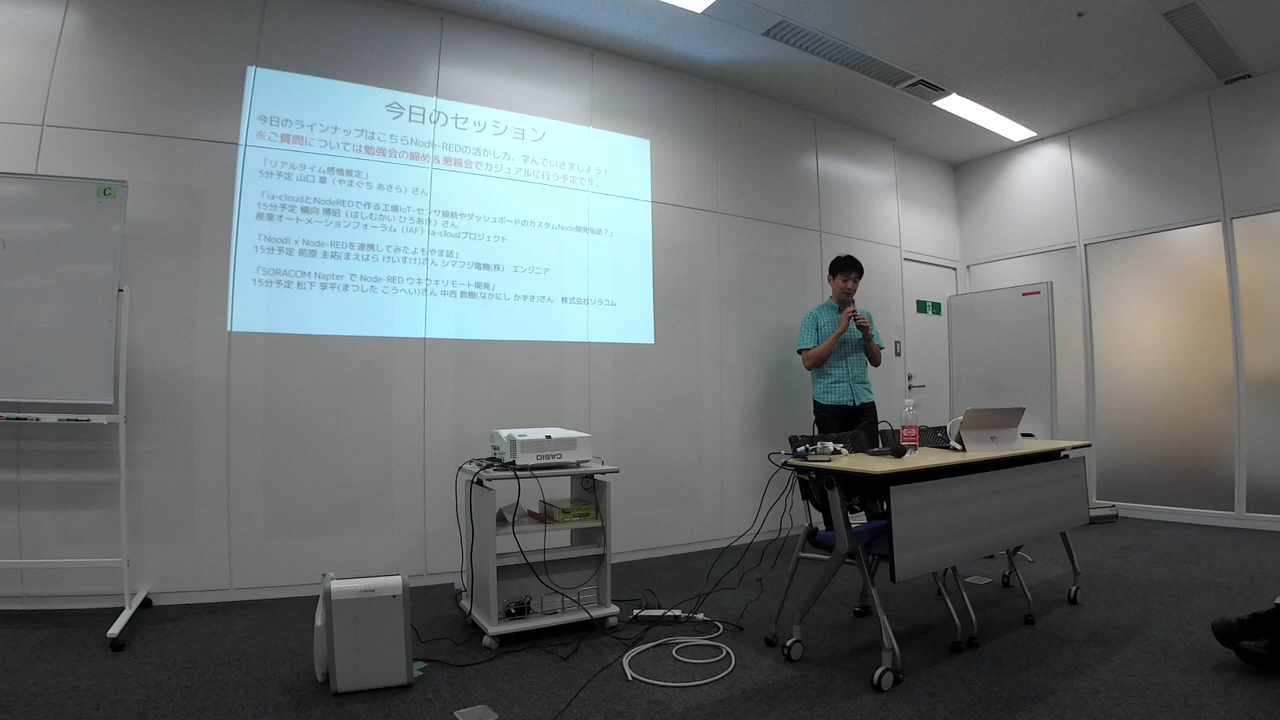 今日のセッション
今日のラインナップはこちらNode-REDの活かし方、学んでいきましょう！
※ご質問については勉強会の締め＆懇親会でカジュアルに行う予定です。
「リアルタイム感情推定」
5分予定 山口 章（やまぐち あきら）さん
「ia-cloudとNodeREDで作る工場IoT-センサ接続やダッシュボードのカスタムNode開発秘話？」
15分予定 橋向 博昭（はしむかい ひろあき）さん
産業オートメーションフォーラム（IAF）ia-cloudプロジェクト
「Noodl x Node-REDを連携してみたよもやま話」
15分予定 前原 圭祐(まえばら けいすけ)さん シマフジ電機(株) エンジニア
「SORACOM Napter で Node-RED ウキウキリモート開発」
15分予定 松下 享平(まつした こうへい)さん 中西 数樹(なかにし かずき)さん 株式会社ソラコム
C
CASIO